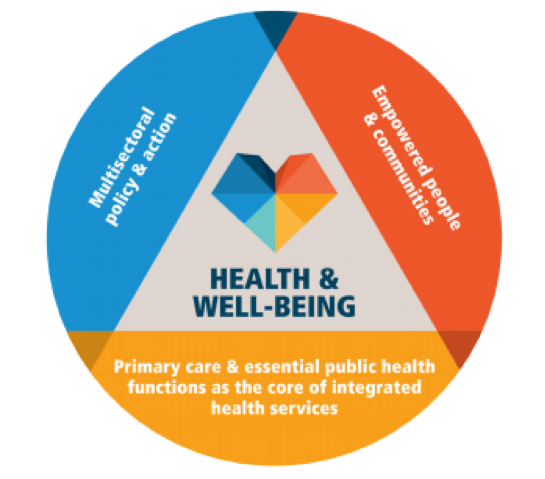 Multisectoral
policy & action
Empowered people
& communities
HEALTH &
WELL-BEING
Primary care & essential public health
functions as the core of integrated
health services